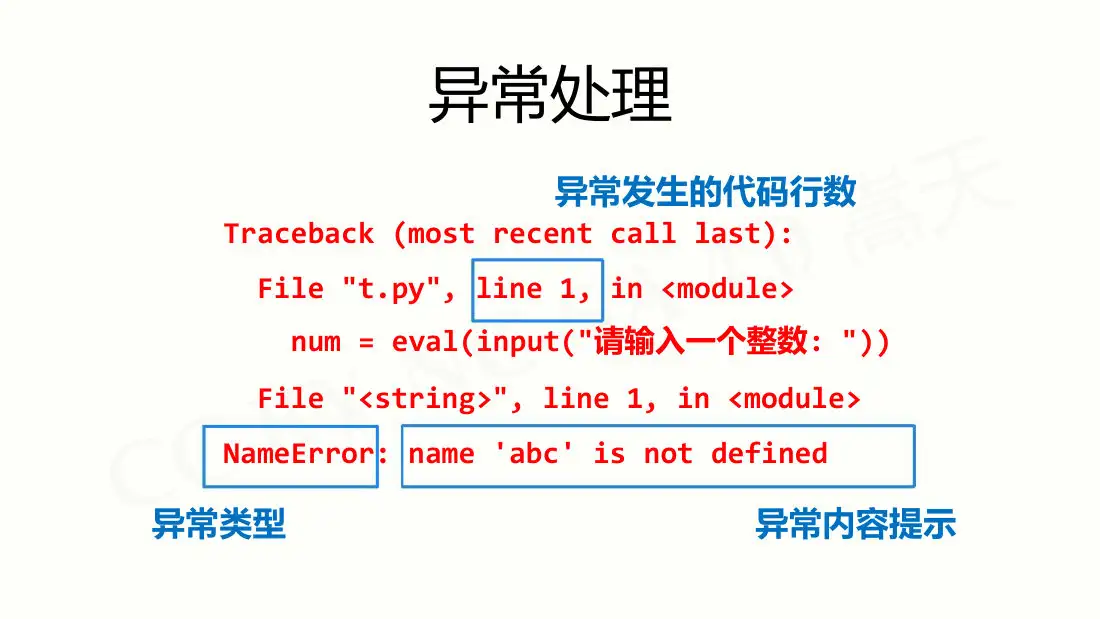 异常处理
异常发生的代码行数
Traceback (most recent call last):
File "t.py", line 1, in <module>
num = eval(input("请输入一个整数: "))
File "<string>", line 1, in <module>
NameError: name 'abc' is not defined
异常类型
异常内容提示
嵩天